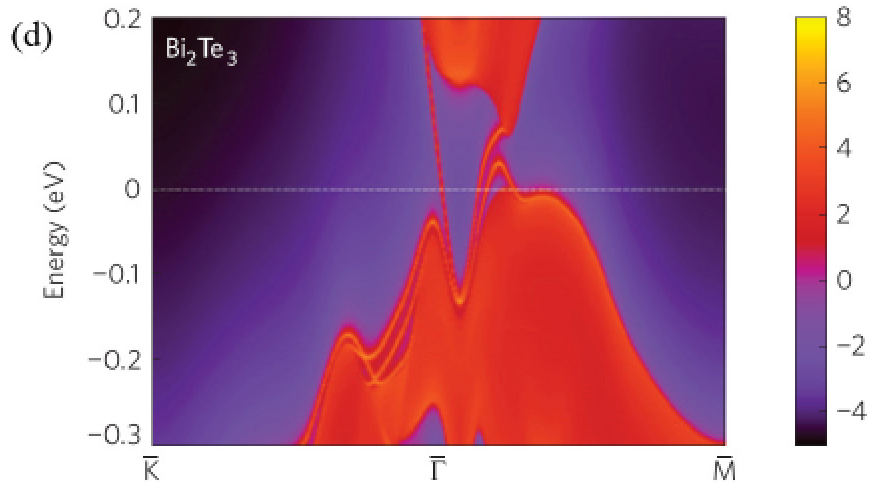 (d)
Bi₂Te₃
Energy (eV)
0.2
0.1
0
−0.1
−0.2
−0.3
K̅
Γ̅
M̅
8
6
4
2
0
−2
−4